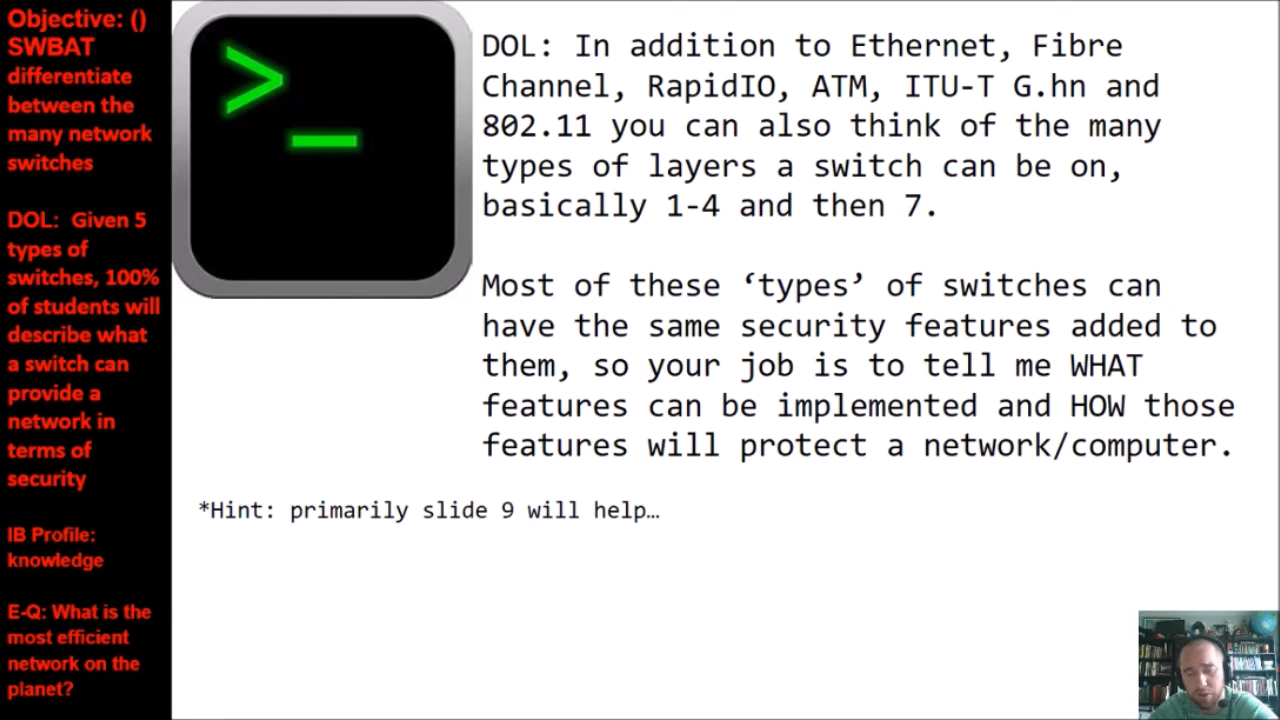 Objective: ()
SWBAT
differentiate
between the
many network
switches
DOL: Given 5
types of
switches, 100%
of students will
describe what
a switch can
provide a
network in
terms of
security
IB Profile:
knowledge
E-Q: What is the
most efficient
network on the
planet?
>_
DOL: In addition to Ethernet, Fibre
Channel, RapidIO, ATM, ITU-T G.hn and
802.11 you can also think of the many
types of layers a switch can be on,
basically 1-4 and then 7.
Most of these ‘types’ of switches can
have the same security features added to
them, so your job is to tell me WHAT
features can be implemented and HOW those
features will protect a network/computer.
*Hint: primarily slide 9 will help…